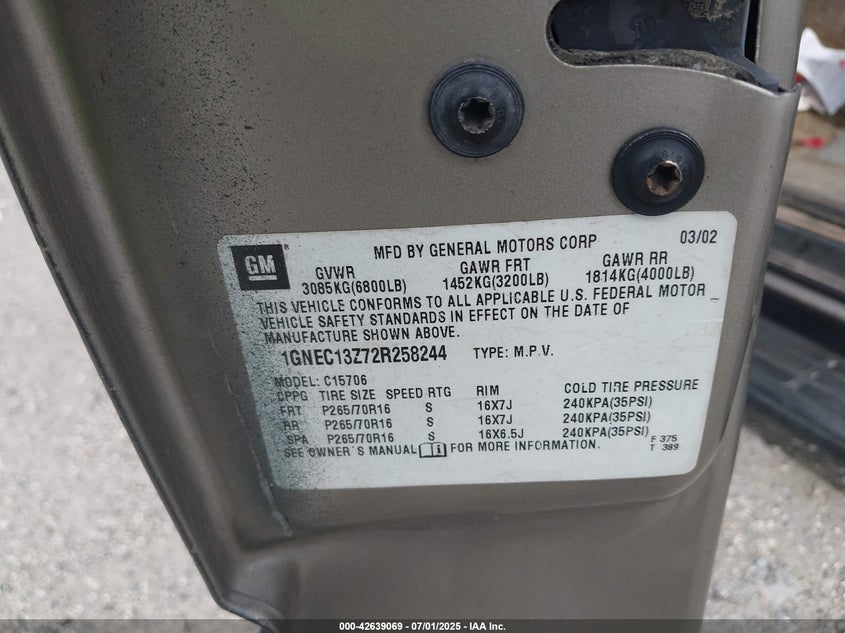 GM
MFD BY GENERAL MOTORS CORP 03/02
GVWR GAWR FRT GAWR RR
3085KG(6800LB) 1452KG(3200LB) 1814KG(4000LB)
THIS VEHICLE CONFORMS TO ALL APPLICABLE U.S. FEDERAL MOTOR
VEHICLE SAFETY STANDARDS IN EFFECT ON THE DATE OF
MANUFACTURE SHOWN ABOVE.
1GNEC13Z72R258244 TYPE: M.P.V.
MODEL: C15706
CPPG TIRE SIZE SPEED RTG RIM COLD TIRE PRESSURE
FRT P265/70R16 S 16X7J 240KPA(35PSI)
RR P265/70R16 S 16X7J 240KPA(35PSI)
SPA P265/70R16 S 16X6.5J 240KPA(35PSI)
SEE OWNER'S MANUAL FOR MORE INFORMATION.
F 375
T 389
000-42639069 - 07/01/2025 - IAA Inc.